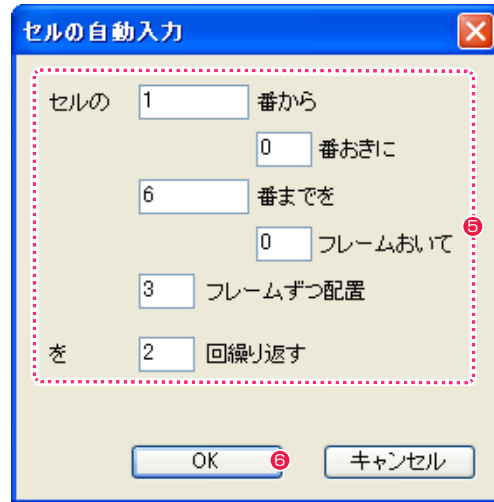 セルの自動入力
セルの 1 番から
0 番おきに
6 番までを
0 フレームおいて
5
3 フレームずつ配置
を 2 回繰り返す
OK 6 キャンセル